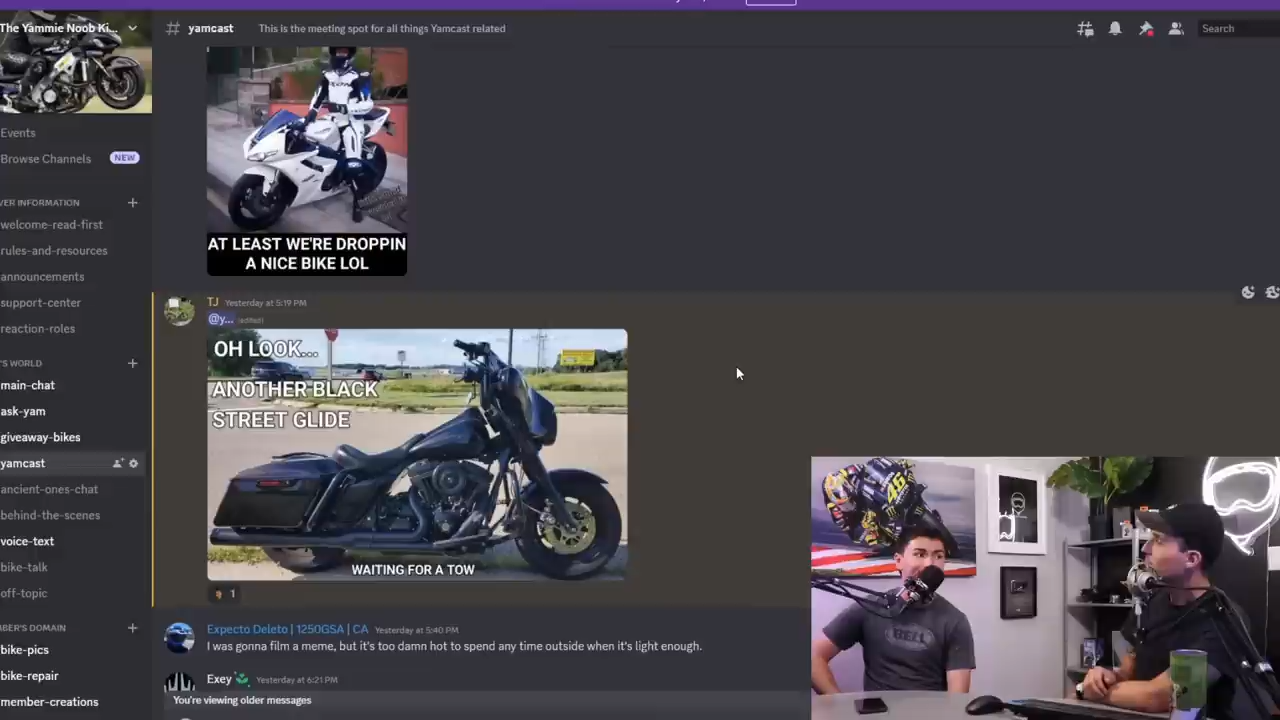 The Yammie Noob Ki...
# yamcast
This is the meeting spot for all things Yamcast related
Search
Events
Browse Channels
NEW
VER INFORMATION
welcome-read-first
rules-and-resources
announcements
support-center
reaction-roles
'S WORLD
main-chat
ask-yam
giveaway-bikes
yamcast
ancient-ones-chat
behind-the-scenes
voice-text
bike-talk
off-topic
BER'S DOMAIN
bike-pics
bike-repair
member-creations
AT LEAST WE'RE DROPPIN
A NICE BIKE LOL
TJ Yesterday at 5:19 PM
@y... (edited)
OH LOOK...
ANOTHER BLACK
STREET GLIDE
WAITING FOR A TOW
1
Expecto Deleto | 1250GSA | CA Yesterday at 5:40 PM
I was gonna film a meme, but it's too damn hot to spend any time outside when it's light enough.
Exey Yesterday at 6:21 PM
You're viewing older messages
46
BELL